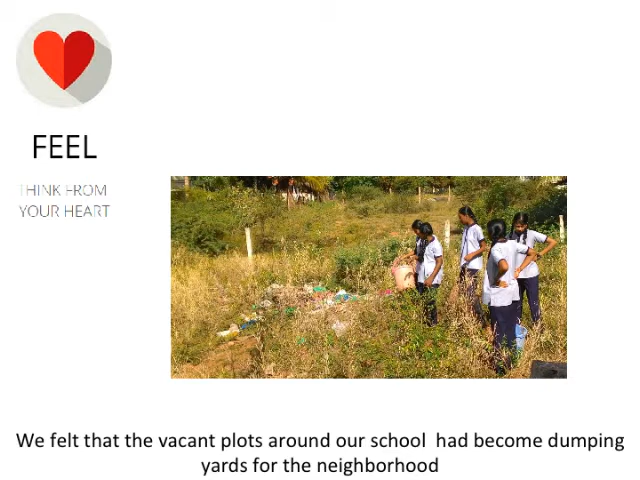 FEEL
THINK FROM
YOUR HEART
We felt that the vacant plots around our school  had become dumping
yards for the neighborhood